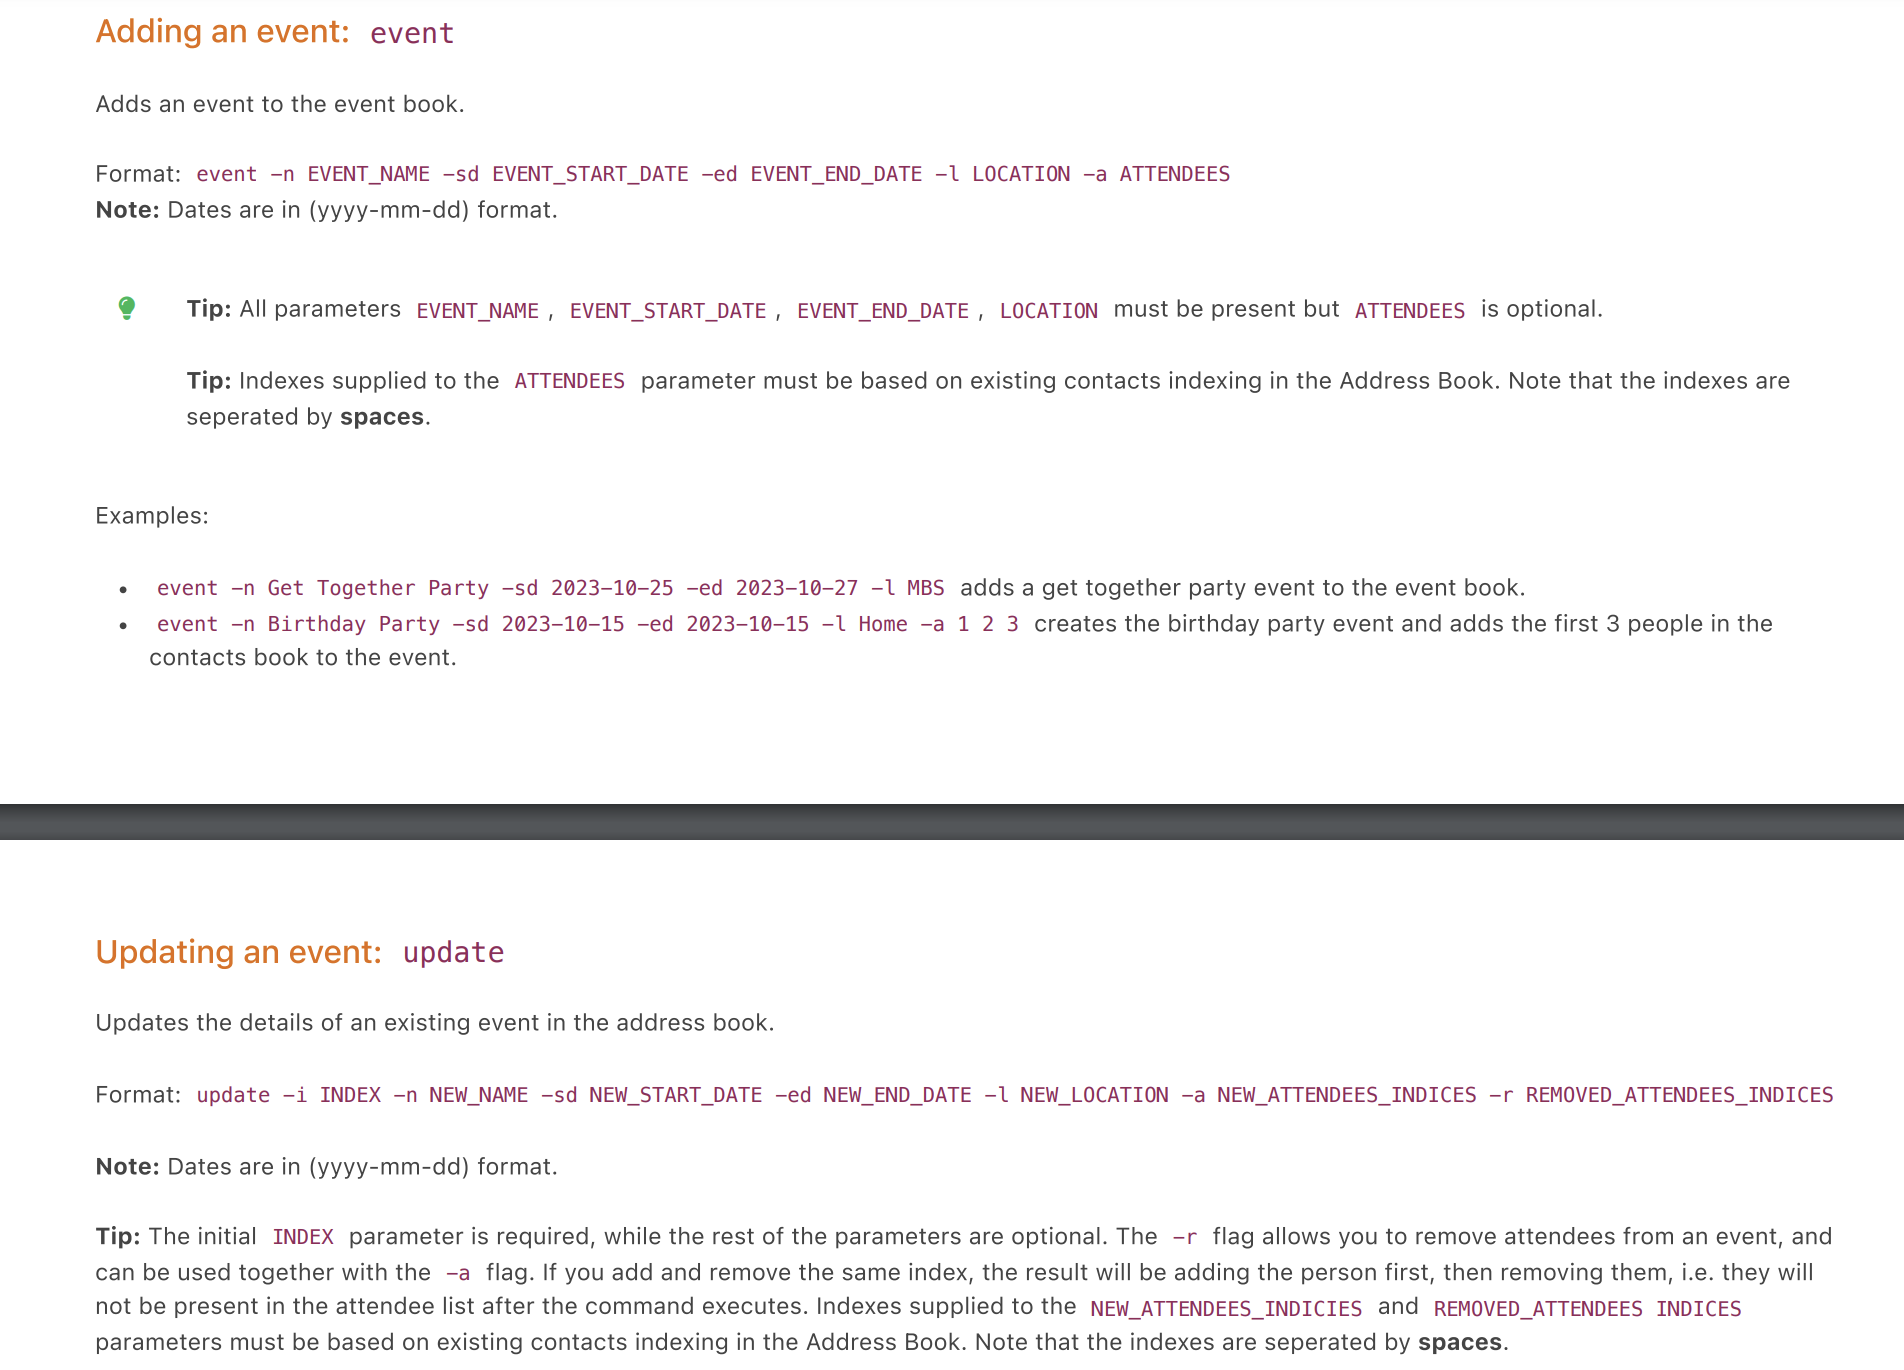 Adding an event: event
Adds an event to the event book.
Format: event -n EVENT_NAME -sd EVENT_START_DATE -ed EVENT_END_DATE -l LOCATION -a ATTENDEES
Note: Dates are in (yyyy-mm-dd) format.
Tip: All parameters EVENT_NAME , EVENT_START_DATE , EVENT_END_DATE , LOCATION must be present but ATTENDEES is optional.
Tip: Indexes supplied to the ATTENDEES parameter must be based on existing contacts indexing in the Address Book. Note that the indexes are
seperated by spaces.
Examples:
• event -n Get Together Party -sd 2023-10-25 -ed 2023-10-27 -l MBS adds a get together party event to the event book.
• event -n Birthday Party -sd 2023-10-15 -ed 2023-10-15 -l Home -a 1 2 3 creates the birthday party event and adds the first 3 people in the
contacts book to the event.
Updating an event: update
Updates the details of an existing event in the address book.
Format: update -i INDEX -n NEW_NAME -sd NEW_START_DATE -ed NEW_END_DATE -l NEW_LOCATION -a NEW_ATTENDEES_INDICES -r REMOVED_ATTENDEES_INDICES
Note: Dates are in (yyyy-mm-dd) format.
Tip: The initial INDEX parameter is required, while the rest of the parameters are optional. The -r flag allows you to remove attendees from an event, and
can be used together with the -a flag. If you add and remove the same index, the result will be adding the person first, then removing them, i.e. they will
not be present in the attendee list after the command executes. Indexes supplied to the NEW_ATTENDEES_INDICIES and REMOVED_ATTENDEES INDICES
parameters must be based on existing contacts indexing in the Address Book. Note that the indexes are seperated by spaces.